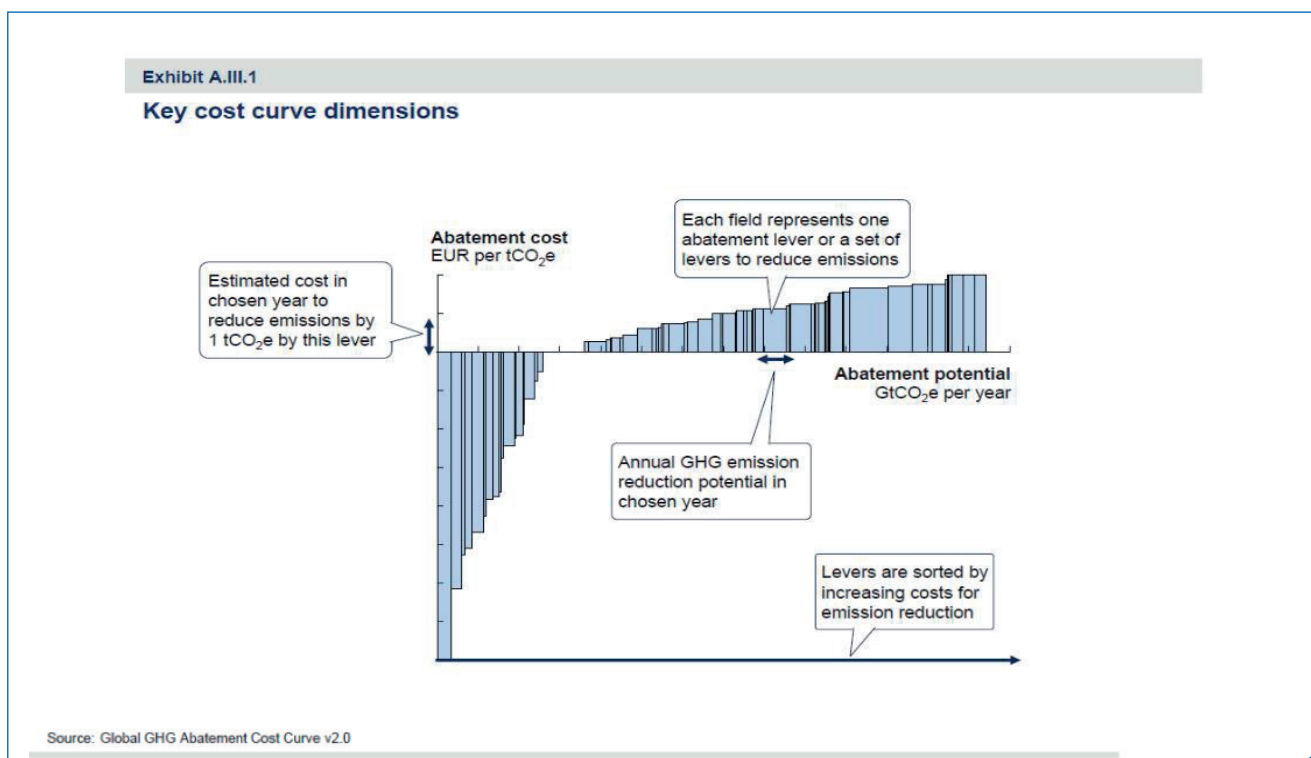 Exhibit A.III.1
Key cost curve dimensions
Abatement cost
EUR per tCO₂e
Each field represents one
abatement lever or a set of
levers to reduce emissions
Estimated cost in
chosen year to
reduce emissions by
1 tCO₂e by this lever
Abatement potential
GtCO₂e per year
Annual GHG emission
reduction potential in
chosen year
Levers are sorted by
increasing costs for
emission reduction
Source: Global GHG Abatement Cost Curve v2.0